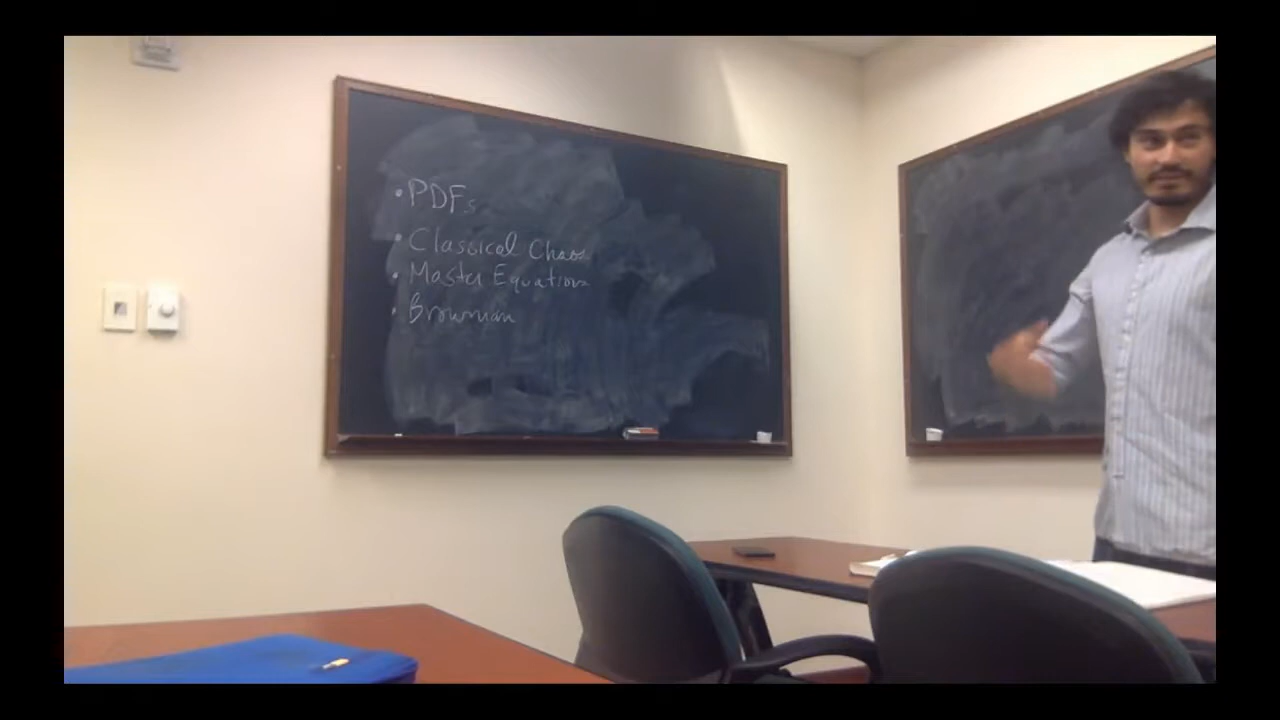 • PDFs
• Classical Chaos
• Master Equations
• Brownian